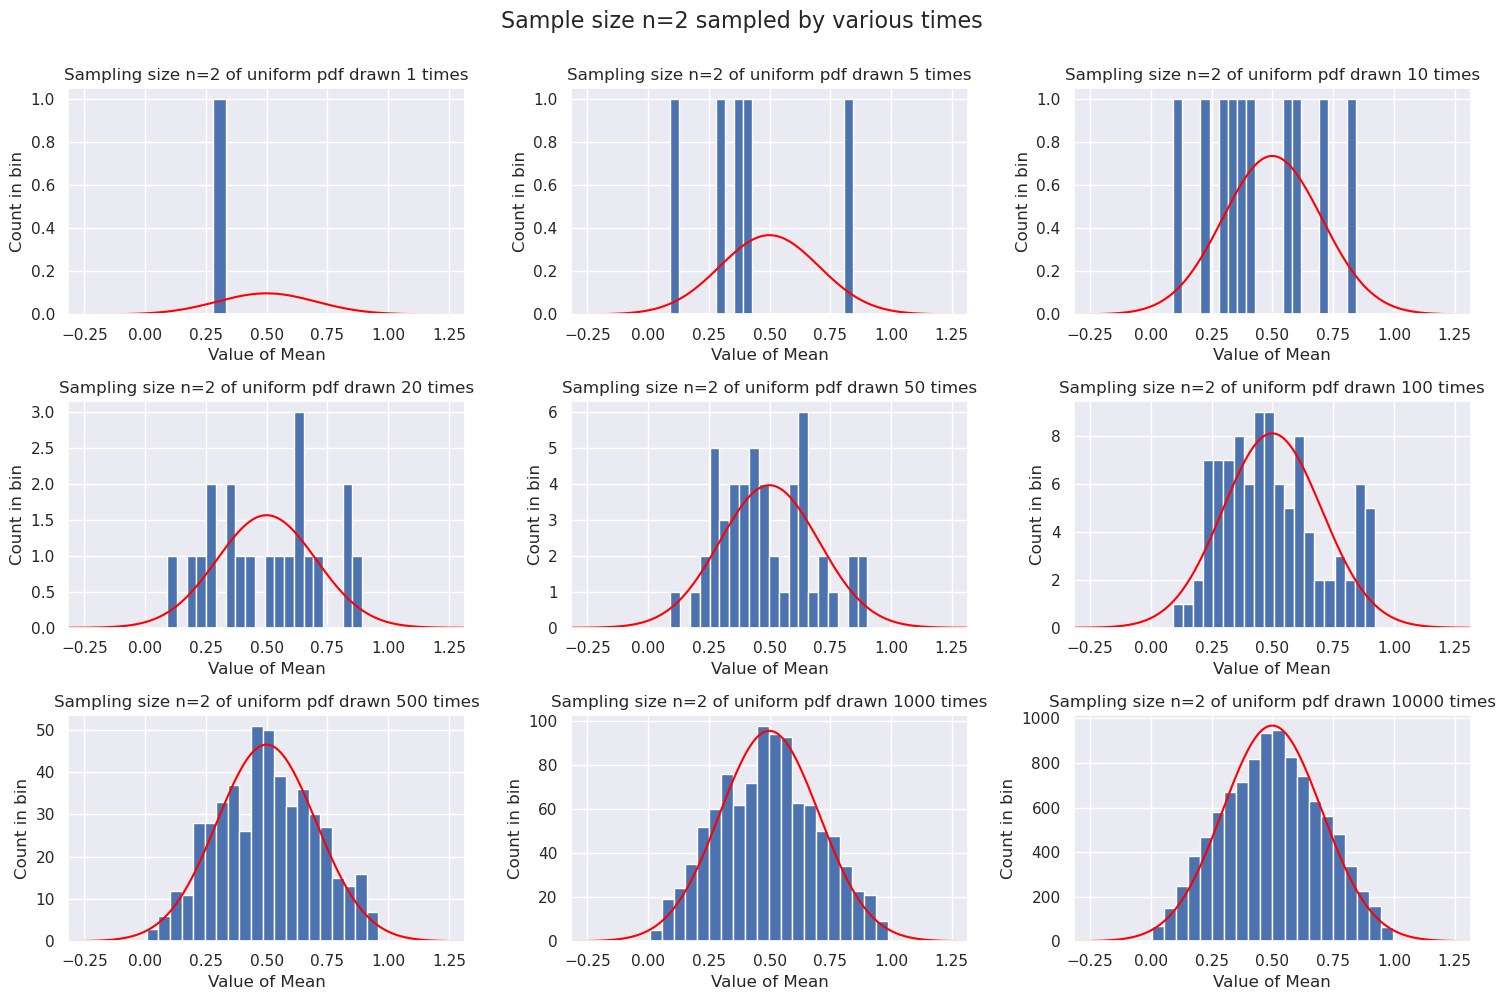 Sample size n=2 sampled by various times
Sampling size n=2 of uniform pdf drawn 1 times
Count in bin
1.0
0.8
0.6
0.4
0.2
0.0
−0.25 0.00 0.25 0.50 0.75 1.00 1.25
Value of Mean
Sampling size n=2 of uniform pdf drawn 5 times
Count in bin
1.0
0.8
0.6
0.4
0.2
0.0
−0.25 0.00 0.25 0.50 0.75 1.00 1.25
Value of Mean
Sampling size n=2 of uniform pdf drawn 10 times
Count in bin
1.0
0.8
0.6
0.4
0.2
0.0
−0.25 0.00 0.25 0.50 0.75 1.00 1.25
Value of Mean
Sampling size n=2 of uniform pdf drawn 20 times
Count in bin
3.0
2.5
2.0
1.5
1.0
0.5
0.0
−0.25 0.00 0.25 0.50 0.75 1.00 1.25
Value of Mean
Sampling size n=2 of uniform pdf drawn 50 times
Count in bin
6
5
4
3
2
1
0
−0.25 0.00 0.25 0.50 0.75 1.00 1.25
Value of Mean
Sampling size n=2 of uniform pdf drawn 100 times
Count in bin
8
6
4
2
0
−0.25 0.00 0.25 0.50 0.75 1.00 1.25
Value of Mean
Sampling size n=2 of uniform pdf drawn 500 times
Count in bin
50
40
30
20
10
0
−0.25 0.00 0.25 0.50 0.75 1.00 1.25
Value of Mean
Sampling size n=2 of uniform pdf drawn 1000 times
Count in bin
100
80
60
40
20
0
−0.25 0.00 0.25 0.50 0.75 1.00 1.25
Value of Mean
Sampling size n=2 of uniform pdf drawn 10000 times
Count in bin
1000
800
600
400
200
0
−0.25 0.00 0.25 0.50 0.75 1.00 1.25
Value of Mean